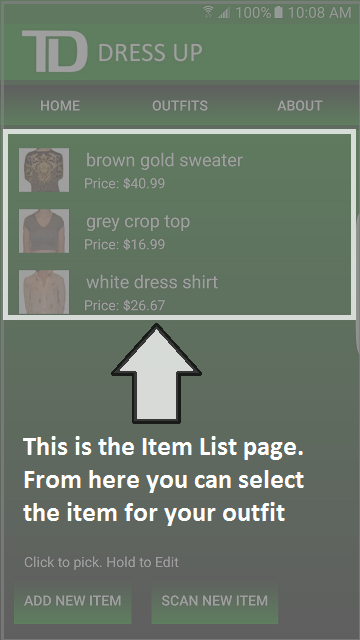 100% 10:08 AM
TD DRESS UP
HOME OUTFITS ABOUT
brown gold sweater
Price: $40.99
grey crop top
Price: $16.99
white dress shirt
Price: $26.67
This is the Item List page.
From here you can select
the item for your outfit
Click to pick. Hold to Edit
ADD NEW ITEM SCAN NEW ITEM